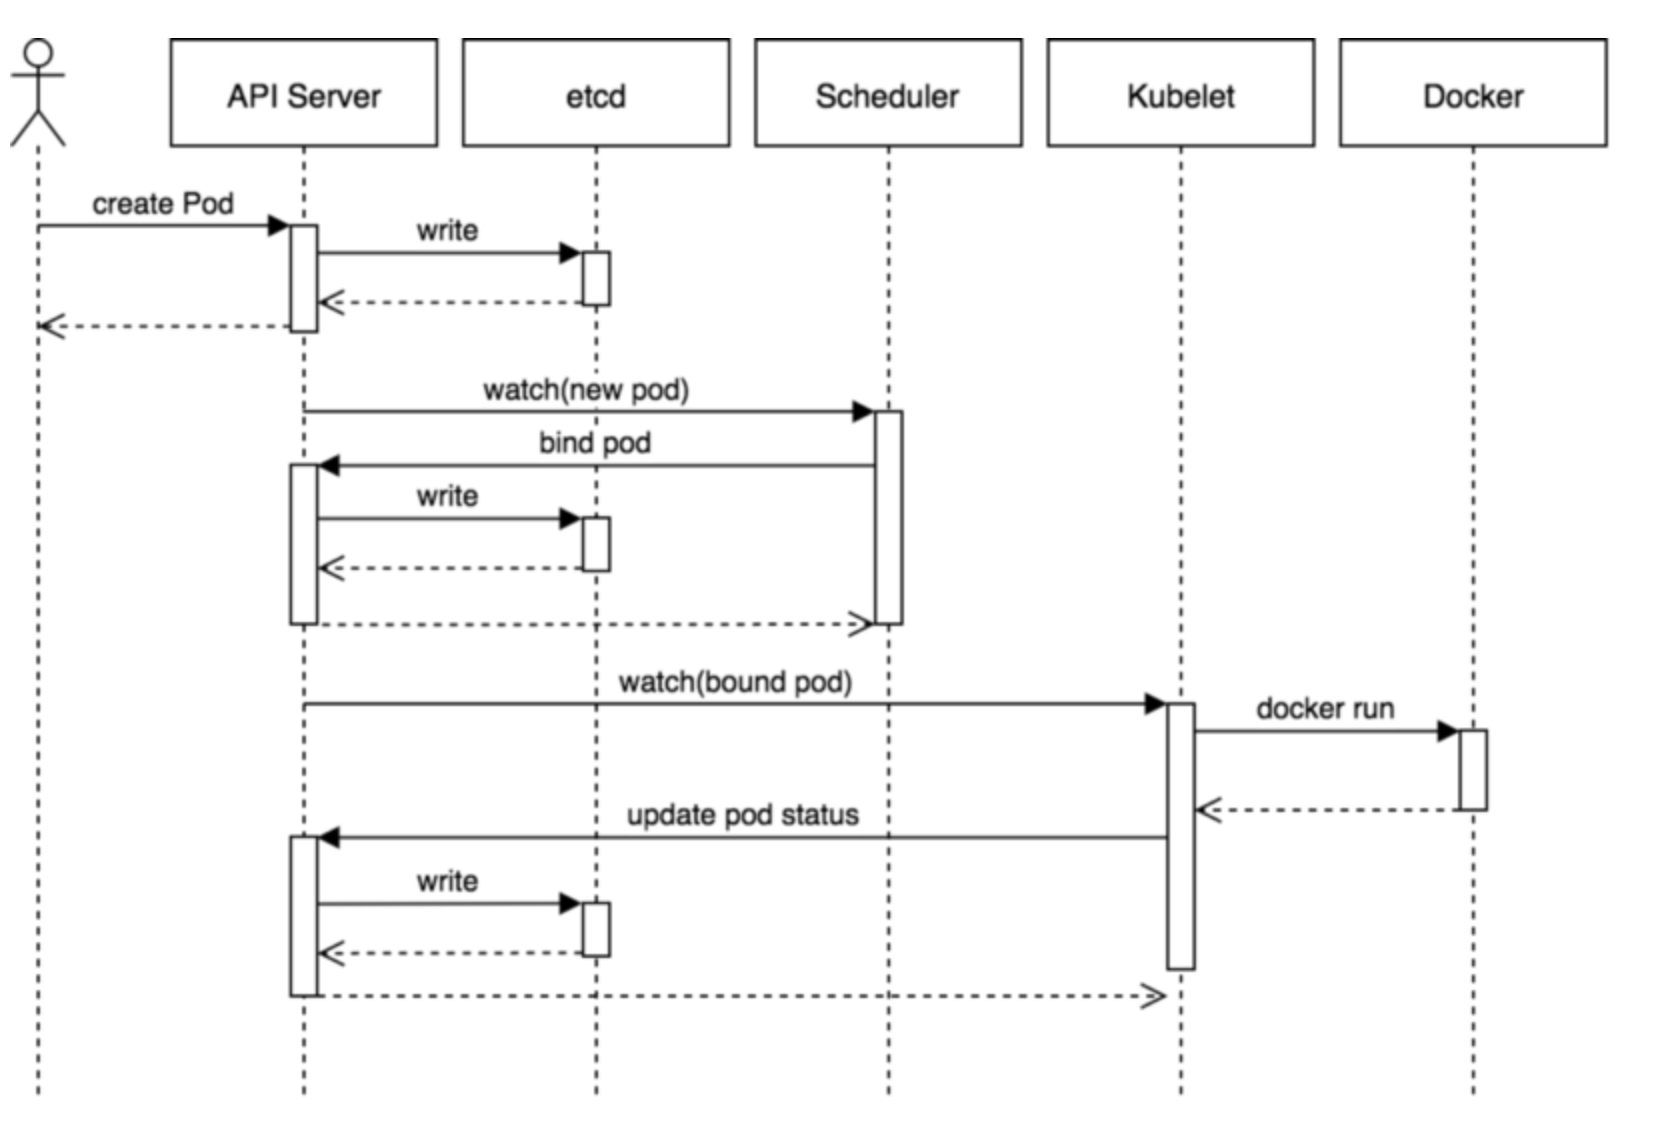 API Server
etcd
Scheduler
Kubelet
Docker
create Pod
write
watch(new pod)
bind pod
write
watch(bound pod)
docker run
update pod status
write